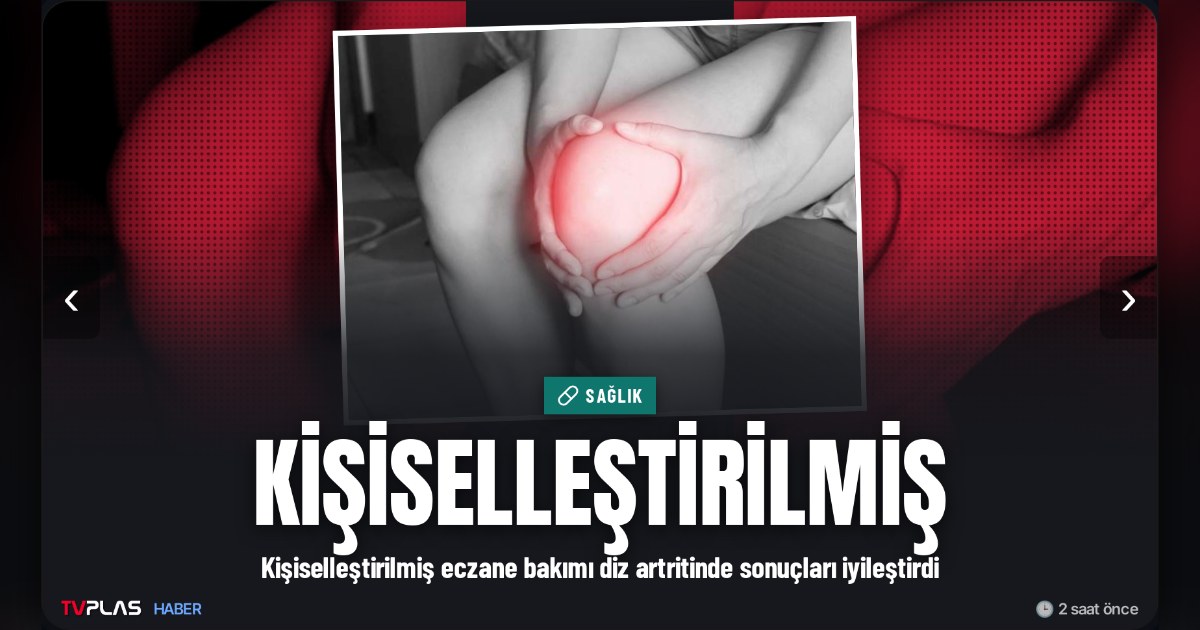 SAĞLIK
KİŞİSELLEŞTİRİLMİŞ
Kişiselleştirilmiş eczane bakımı diz artritinde sonuçları iyileştirdi
TVPLAS HABER
2 saat önce